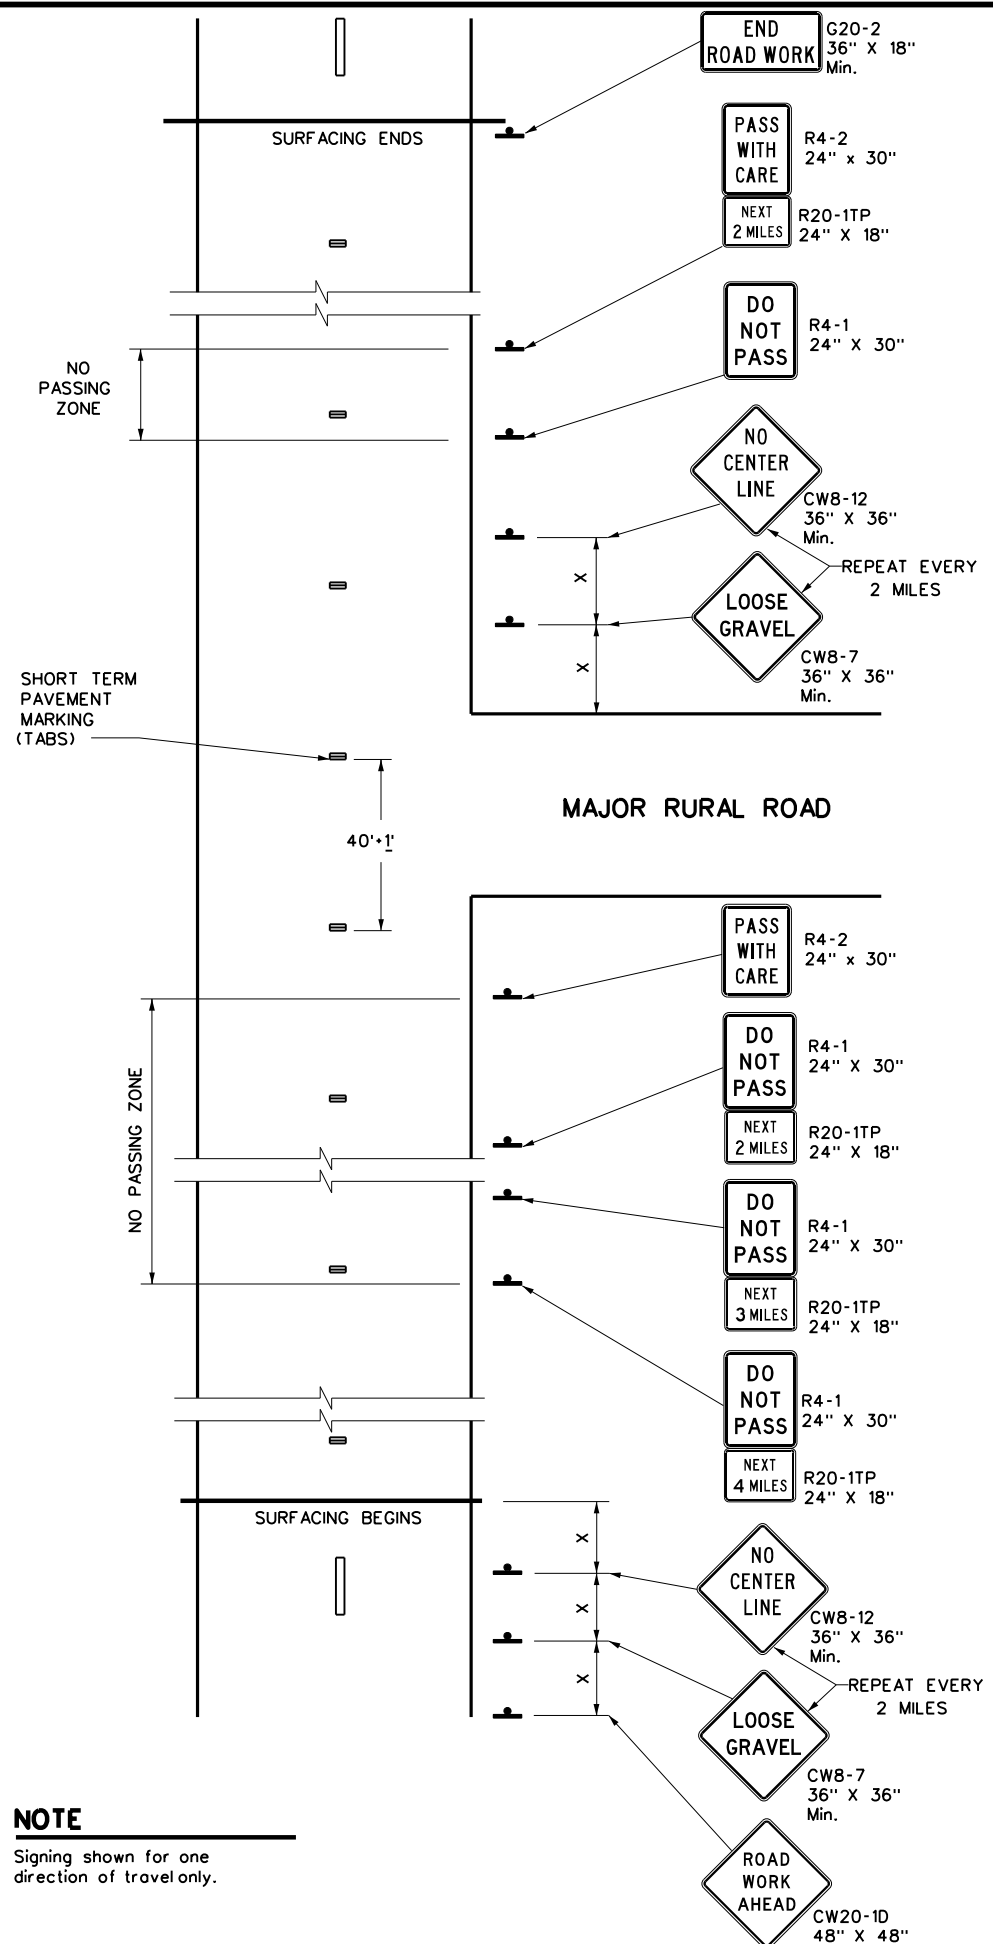 END
ROAD WORK
G20-2
36" X 18"
Min.
SURFACING ENDS
PASS
WITH
CARE
R4-2
24" x 30"
NEXT
2 MILES
R20-1TP
24" X 18"
DO
NOT
PASS
R4-1
24" X 30"
NO
PASSING
ZONE
NO
CENTER
LINE
CW8-12
36" X 36"
Min.
REPEAT EVERY
2 MILES
X
LOOSE
GRAVEL
CW8-7
36" X 36"
Min.
X
SHORT TERM
PAVEMENT
MARKING
(TABS)
MAJOR RURAL ROAD
40'+1'
PASS
WITH
CARE
R4-2
24" x 30"
DO
NOT
PASS
R4-1
24" X 30"
NEXT
2 MILES
R20-1TP
24" X 18"
NO PASSING ZONE
DO
NOT
PASS
R4-1
24" X 30"
NEXT
3 MILES
R20-1TP
24" X 18"
DO
NOT
PASS
R4-1
24" X 30"
NEXT
4 MILES
R20-1TP
24" X 18"
SURFACING BEGINS
X
NO
CENTER
LINE
CW8-12
36" X 36"
Min.
X
REPEAT EVERY
2 MILES
X
LOOSE
GRAVEL
CW8-7
36" X 36"
Min.
NOTE
Signing shown for one
direction of travel only.
ROAD
WORK
AHEAD
CW20-1D
48" X 48"